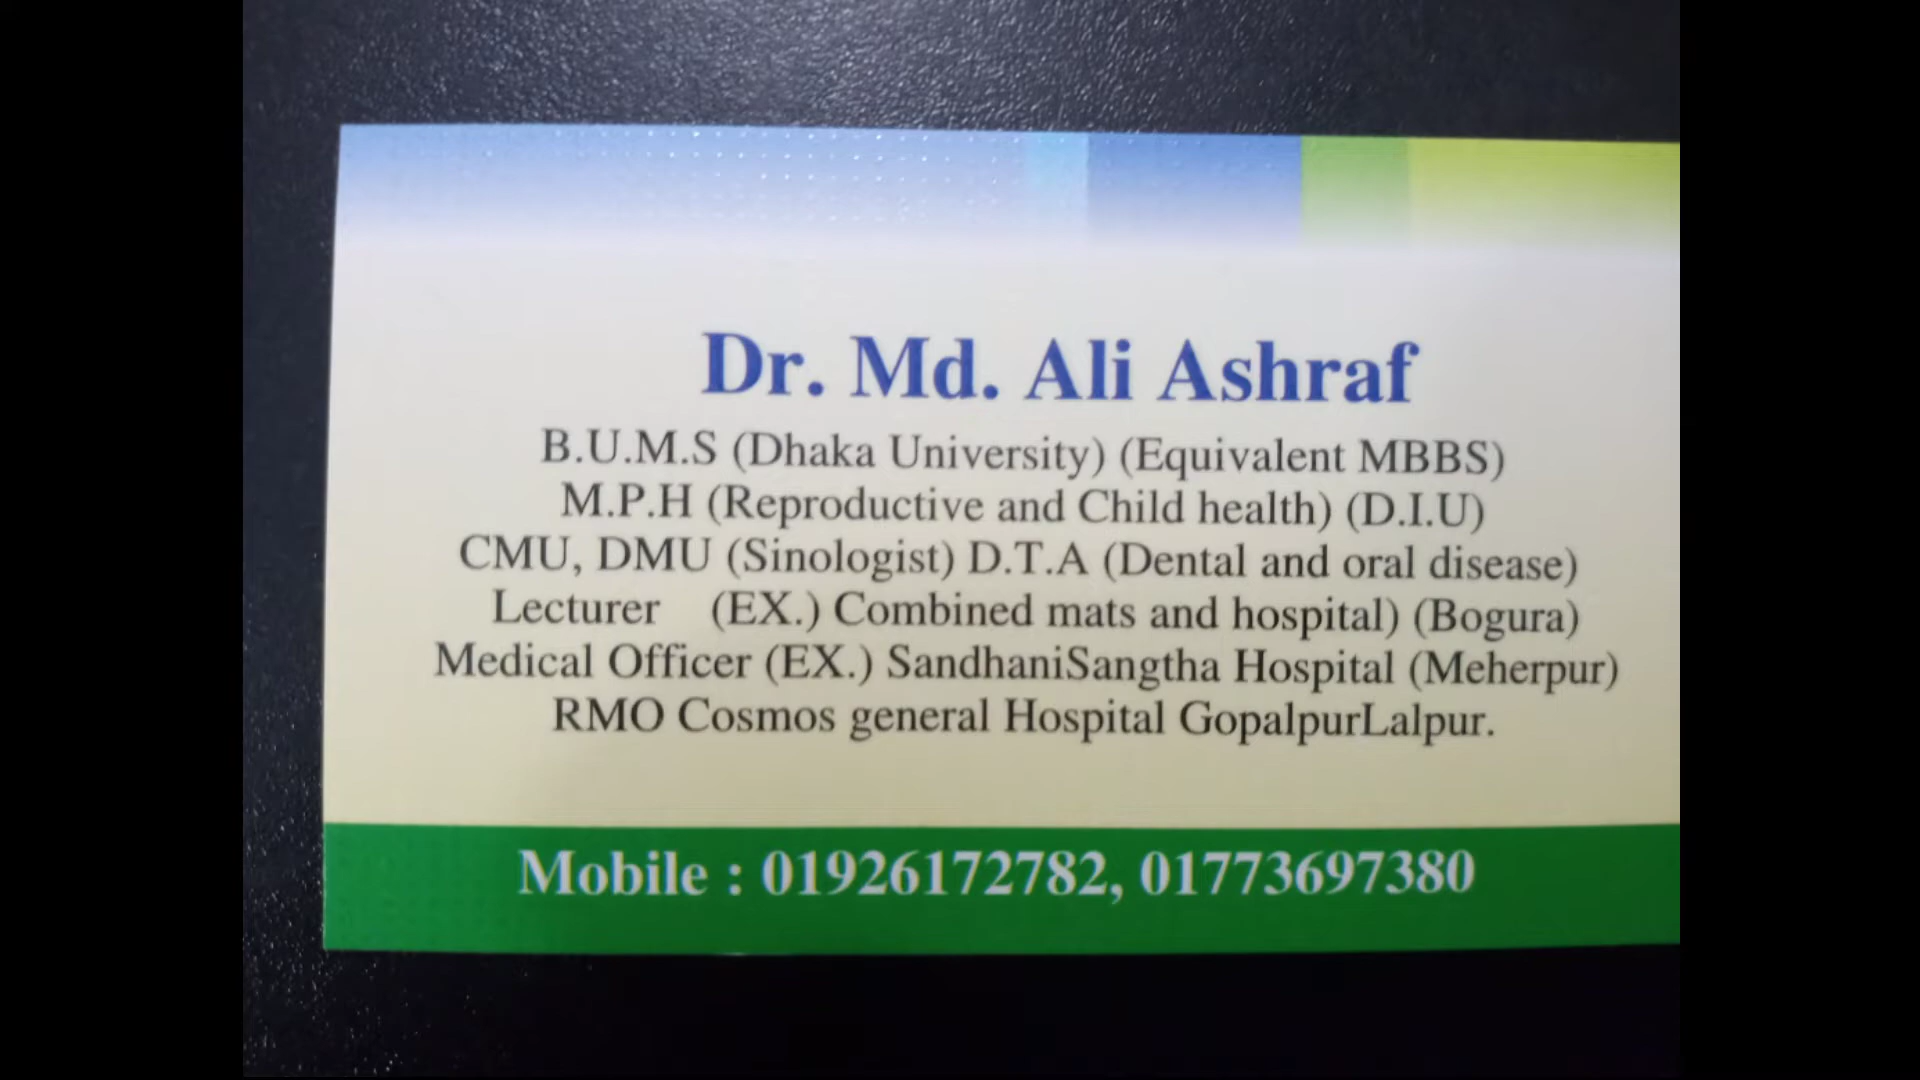 Dr. Md. Ali Ashraf
B.U.M.S (Dhaka University) (Equivalent MBBS)
M.P.H (Reproductive and Child health) (D.I.U)
CMU, DMU (Sinologist) D.T.A (Dental and oral disease)
Lecturer (EX.) Combined mats and hospital) (Bogura)
Medical Officer (EX.) SandhaniSangtha Hospital (Meherpur)
RMO Cosmos general Hospital GopalpurLalpur.
Mobile : 01926172782, 01773697380